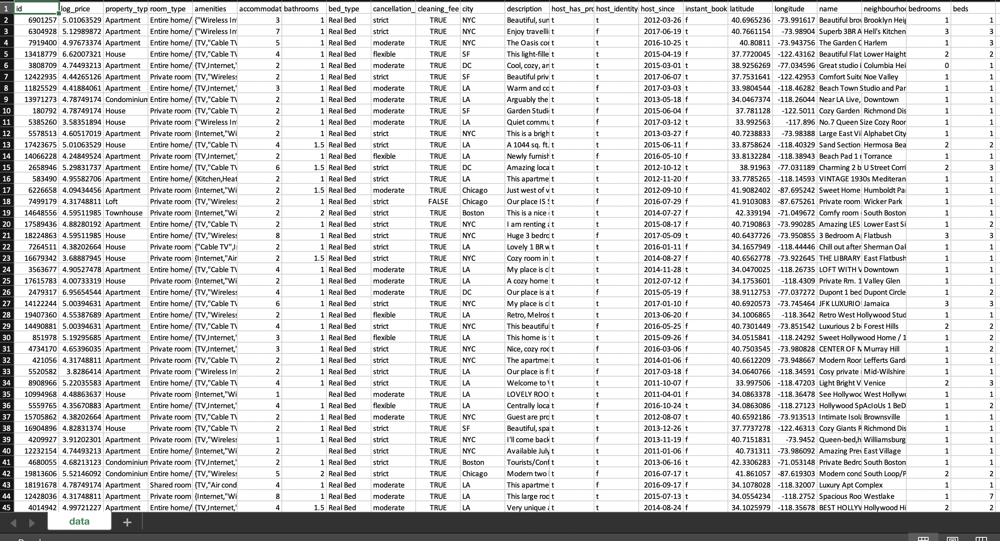 1 id log_price property_typ room_type amenities accommodat bathrooms bed_type cancellation_ cleaning_fee city description host_has_pro host_identity host_since instant_book latitude longitude name neighbourhoo bedrooms beds
2 6901257 5.01063529 Apartment Entire home/ {"Wireless Int 3 1 Real Bed strict TRUE NYC Beautiful, sun t t 2012-03-26 f 40.6965236 -73.991617 Beautiful brov Brooklyn Heig 1 1
3 6304928 5.12989872 Apartment Entire home/ {"Wireless Int 7 1 Real Bed strict TRUE NYC Enjoy travelli t f 2017-06-19 t 40.7661154 -73.98904 Superb 3BR A Hell's Kitchen 3 3
4 7919400 4.97673374 Apartment Entire home/ {TV,"Cable TV 5 1 Real Bed moderate TRUE NYC The Oasis cor t t 2016-10-25 t 40.80811 -73.943756 The Garden C Harlem 1 3
5 13418779 6.62007321 House Entire home/ {TV,"Cable TV 4 1 Real Bed flexible TRUE SF This light-fille t t 2015-04-19 f 37.7720045 -122.43162 Beautiful Flat Lower Haight 2 2
6 3808709 4.74493213 Apartment Entire home/ {TV,Internet,' 2 1 Real Bed moderate TRUE DC Cool, cozy, an t t 2015-03-01 t 38.9256269 -77.034596 Great studio i Columbia Hei 0 1
7 12422935 4.44265126 Apartment Private room {TV,"Wireless 2 1 Real Bed strict TRUE SF Beautiful priv t t 2017-06-07 t 37.7531641 -122.42953 Comfort Suite Noe Valley 1 1
8 11825529 4.41884061 Apartment Entire home/ {TV,Internet,' 3 1 Real Bed moderate TRUE LA Warm and co t f 2017-03-03 t 33.9804544 -118.46282 Beach Town Studio and Par 1 1
9 13971273 4.78749174 Condominium Entire home/ {TV,"Cable TV 2 1 Real Bed moderate TRUE LA Arguably the t t 2013-05-18 f 34.0467374 -118.26044 Near LA Live, Downtown 1 1
10 180792 4.78749174 House Private room {TV,"Cable TV 2 1 Real Bed moderate TRUE SF Garden Studi t f 2015-06-04 t 37.781128 -122.5011 Cozy Garden Richmond Dis 1 1
11 5385260 3.58351894 House Private room {"Wireless Int 2 1 Real Bed moderate TRUE LA Quiet commu t f 2017-03-12 t 33.992563 -117.896 No.7 Queen Size Cozy Roor 1 1
12 5578513 4.60517019 Apartment Private room {Internet,"Wi 2 1 Real Bed strict TRUE NYC This is a brigh t t 2013-03-27 f 40.7238833 -73.98388 Large East Vil Alphabet City 1 1
13 17423675 5.01063529 House Entire home/ {TV,"Cable TV 4 1.5 Real Bed strict TRUE LA A 1044 sq. ft. t t 2015-06-11 f 33.8758624 -118.40329 Sand Section Hermosa Bea 2 2
14 14066228 4.24849524 Apartment Private room {TV,Internet,' 2 1 Real Bed flexible TRUE LA Newly furnish t f 2016-05-10 f 33.8132284 -118.38943 Beach Pad 1 r Torrance 1 1
15 2658946 5.29831737 Apartment Entire home/ {TV,"Cable TV 6 1.5 Real Bed strict TRUE DC Amazing loca t t 2012-10-12 t 38.91963 -77.031189 Charming 2 b U Street Corri 2 3
16 583490 4.95582706 Apartment Entire home/ {Kitchen,Heat 2 1 Real Bed strict TRUE LA This apartme t t 2012-11-20 f 33.7785265 -118.14593 VINTAGE 1930s Mediteran 1 1
17 6226658 4.09434456 Apartment Private room {Internet,"Wi 2 1.5 Real Bed moderate TRUE Chicago Just west of v t t 2012-09-10 f 41.9082402 -87.695242 Sweet Home Humboldt Par 1 1
18 7499179 4.31748811 Loft Private room {TV,"Wireless 2 1 Real Bed strict FALSE Chicago Our place IS S t f 2016-07-29 f 41.9103083 -87.675261 Private room Wicker Park 1 1
19 14648556 4.59511985 Townhouse Private room {Internet,"Wi 2 2 Real Bed strict TRUE Boston This is a nice t t 2014-07-27 f 42.339194 -71.049672 Comfy room South Boston 1 1
20 17589436 4.88280192 Apartment Entire home/ {TV,"Cable TV 2 1 Real Bed strict TRUE NYC I am renting a t t 2015-08-17 f 40.7190863 -73.990285 Amazing LES Lower East Si 1 2
21 18224863 4.59511985 House Entire home/ {TV,"Wireless 8 1 Real Bed strict TRUE NYC Huge 3 bedro t f 2017-05-09 t 40.6437726 -73.950855 3 Bedroom A Flatbush 3 3
22 7264511 4.38202664 House Private room {"Cable TV",I 2 1 Real Bed strict TRUE LA Lovely 1 BR w t t 2016-01-11 f 34.1657949 -118.44446 Chill out after Sherman Oak 1 1
23 16679342 3.68887945 House Private room {Internet,"Air 2 1.5 Real Bed strict TRUE NYC Cozy room in t t 2014-08-27 f 40.6562778 -73.922645 THE LIBRARY East Flatbush 1 1
24 3563677 4.90527478 Apartment Entire home/ {TV,"Cable TV 4 1 Real Bed moderate TRUE LA My place is cl t t 2014-11-28 t 34.0470025 -118.26735 LOFT WITH V Downtown 1 1
25 17615783 4.00733319 House Private room {Internet,"Wi 2 1 Real Bed moderate TRUE LA A cozy home t t 2012-07-12 f 34.1753601 -118.4309 Private Rm. 1 Valley Glen 1 1
26 2479317 6.95654544 Apartment Entire home/ {TV,"Wireless 4 1 Real Bed moderate TRUE DC Our place is a t f 2015-05-19 f 38.9112753 -77.037272 Dupont 1 bed Dupont Circle 1 2
27 14122244 5.00394631 Apartment Entire home/ {TV,"Cable TV 6 1 Real Bed strict TRUE NYC My place is cl t t 2017-01-10 f 40.6920573 -73.745464 JFK LUXURIO Jamaica 3 3
28 19407360 4.55387689 Apartment Entire home/ {TV,"Wireless 2 1 Real Bed flexible TRUE LA Retro, Melros t t 2013-06-20 f 34.1006865 -118.3642 Retro West Hollywood Stud 1 1
29 14490881 5.00394631 Apartment Entire home/ {TV,"Cable TV 4 1 Real Bed strict TRUE NYC This beautiful t f 2016-05-25 f 40.7301449 -73.851542 Luxurious 2 b Forest Hills 2 2
30 851978 5.19295685 Apartment Entire home/ {TV,Internet,' 3 1 Real Bed flexible TRUE LA This home is t t 2015-09-26 f 34.0515841 -118.24292 Sweet Hollywood Home / 1 1 2
31 4734170 4.65396035 Apartment Private room {TV,Internet,' 3 1 Real Bed strict TRUE NYC Nice, cozy roo t f 2016-03-06 f 40.7503545 -73.980828 CENTER OF M Murray Hill 1 2
32 421056 4.31748811 Apartment Private room {TV,"Cable TV 2 1 Real Bed strict TRUE NYC The apartmen t t 2014-01-06 f 40.6612209 -73.948667 Modern Roor Lefferts Garde 1 1
33 5520582 3.8286414 Apartment Private room {"Wireless Int 2 1 Real Bed strict TRUE LA Our place is f t f 2017-03-18 f 34.0640766 -118.34591 Cosy private Mid-Wilshire 1 1
34 8908966 5.22035583 Apartment Entire home/ {TV,"Cable TV 4 1 Real Bed strict TRUE LA Welcome to V t t 2011-10-07 f 33.997506 -118.47203 Light Bright V Venice 2 3
35 10994968 4.48863637 House Private room {Internet,"Wi 1 Real Bed moderate TRUE LA LOVELY ROO t t 2011-04-01 f 34.0863378 -118.36478 See Hollywoo West Hollywo 1 1
36 5559765 4.35670883 Apartment Entire home/ {TV,Internet,' 4 1 Real Bed flexible TRUE LA Centrally loca t f 2016-10-24 t 34.0863086 -118.27123 Hollywood SpAcIoUs 1 BeD 1 2
37 15705862 4.38202664 Apartment Private room {TV,"Cable TV 2 1 Real Bed moderate TRUE NYC Guest are pro t t 2012-08-07 t 40.6592186 -73.913513 Intimate Isola Brownsville 1 1
38 16904896 4.82831374 House Private room {TV,"Cable TV 2 1 Real Bed strict TRUE SF Beautiful, spa t t 2013-12-26 t 37.7737278 -122.46313 Cozy Giants R Richmond Dis 1 1
39 4209927 3.91202301 Apartment Private room {TV,"Wireless 1 1 Real Bed strict TRUE NYC I'll come back t f 2013-11-19 f 40.7151831 -73.9452 Queen-bed,h Williamsburg 1 1
40 12232154 4.74493213 Apartment Entire home/ {Internet,"Wi 2 Real Bed strict TRUE NYC Available July t t 2011-01-06 f 40.731311 -73.986092 Amazing Prev East Village 1 1
41 4680055 4.68213123 Condominium Private room {TV,Internet,' 2 1 Real Bed strict TRUE Boston Tourists/Conf t t 2013-06-16 t 42.3306283 -71.053148 Private Bedro South Boston 1 1
42 19813606 5.52146092 Condominium Entire home/ {TV,"Wireless 5 2 Real Bed strict TRUE Chicago Modern two t f 2016-07-17 t 41.861057 -87.619303 Modern cond South Loop/P 2 2
43 18191678 4.78749174 Apartment Shared room {TV,"Air cond 4 1 Real Bed moderate TRUE LA This apartme t f 2016-09-17 f 34.1078028 -118.32007 Luxury Apt Complex 1 1
44 12428036 4.31748811 Apartment Private room {Internet,"Wi 8 1 Real Bed moderate TRUE LA This large roo t t 2015-07-13 t 34.0554234 -118.2752 Spacious Roo Westlake 1 7
45 4014942 4.99721227 Apartment Entire home/ {TV,Internet,' 4 1.5 Real Bed moderate TRUE LA Very unique a t t 2014-08-24 f 34.1025979 -118.35678 BEST HOLLYV Hollywood Hi 2 2
data